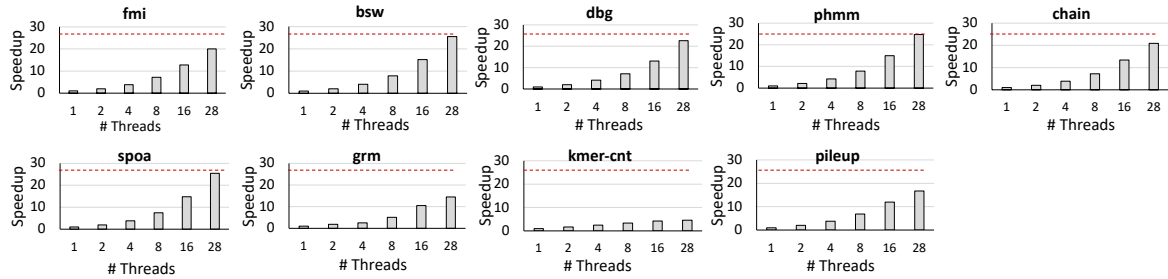 fmi
Speedup
30
20
10
0
1 2 4 8 16 28
# Threads
bsw
Speedup
30
20
10
0
1 2 4 8 16 28
# Threads
dbg
Speedup
30
20
10
0
1 2 4 8 16 28
# Threads
phmm
Speedup
30
20
10
0
1 2 4 8 16 28
# Threads
chain
Speedup
30
20
10
0
1 2 4 8 16 28
# Threads
spoa
Speedup
30
20
10
0
1 2 4 8 16 28
# Threads
grm
Speedup
30
20
10
0
1 2 4 8 16 28
# Threads
kmer-cnt
Speedup
30
20
10
0
1 2 4 8 16 28
# Threads
pileup
Speedup
30
20
10
0
1 2 4 8 16 28
# Threads